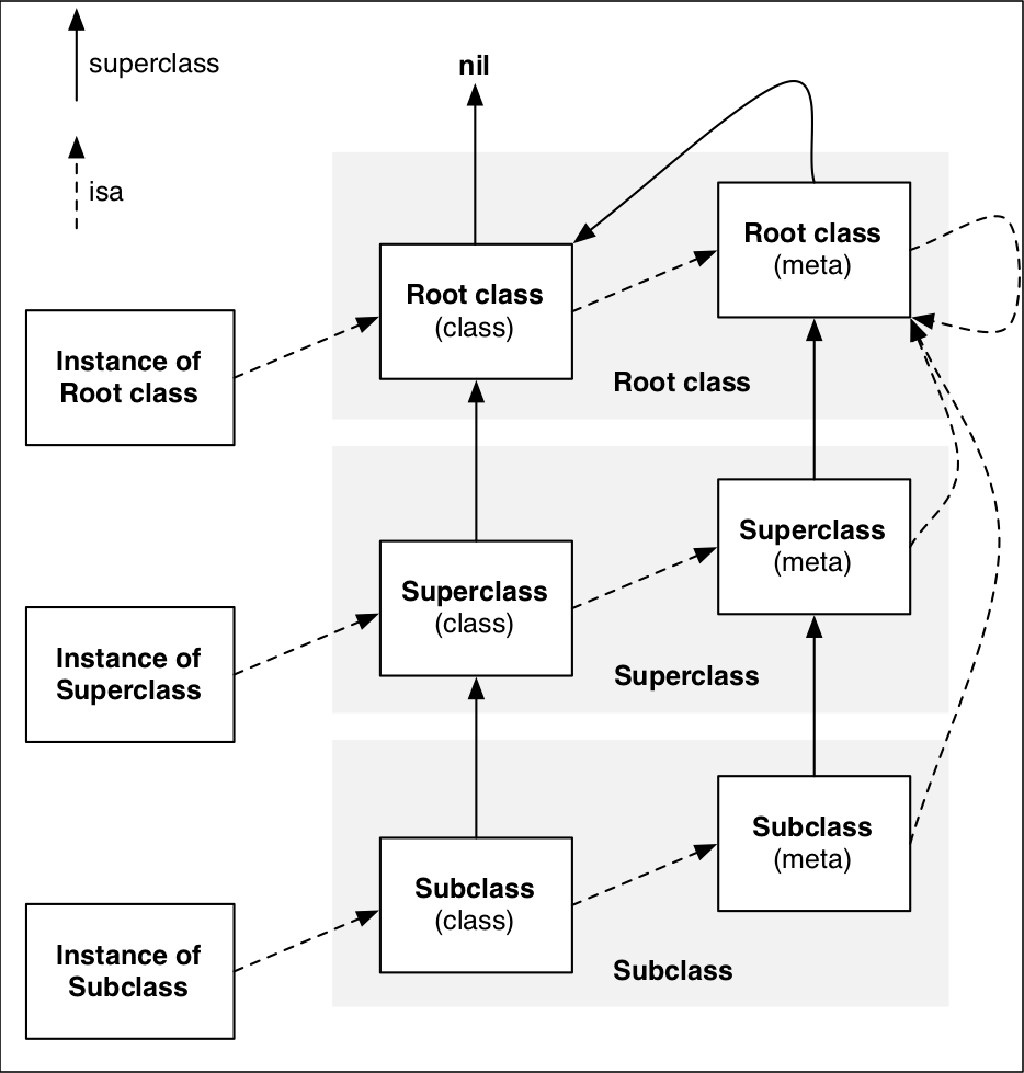 superclass
isa
nil
Root class
(meta)
Root class
(class)
Instance of
Root class
Root class
Superclass
(meta)
Superclass
(class)
Instance of
Superclass
Superclass
Subclass
(meta)
Subclass
(class)
Instance of
Subclass
Subclass